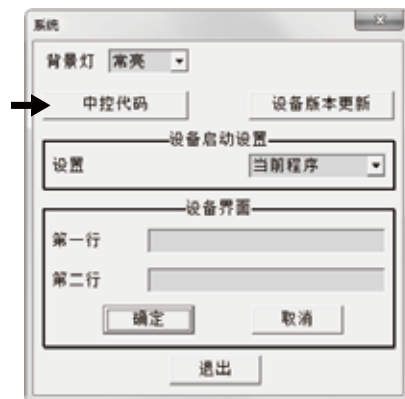 系统
背景灯 常亮
中控代码 设备版本更新
设备启动设置
设置 当前程序
设备界面
第一行
第二行
确定 取消
退出